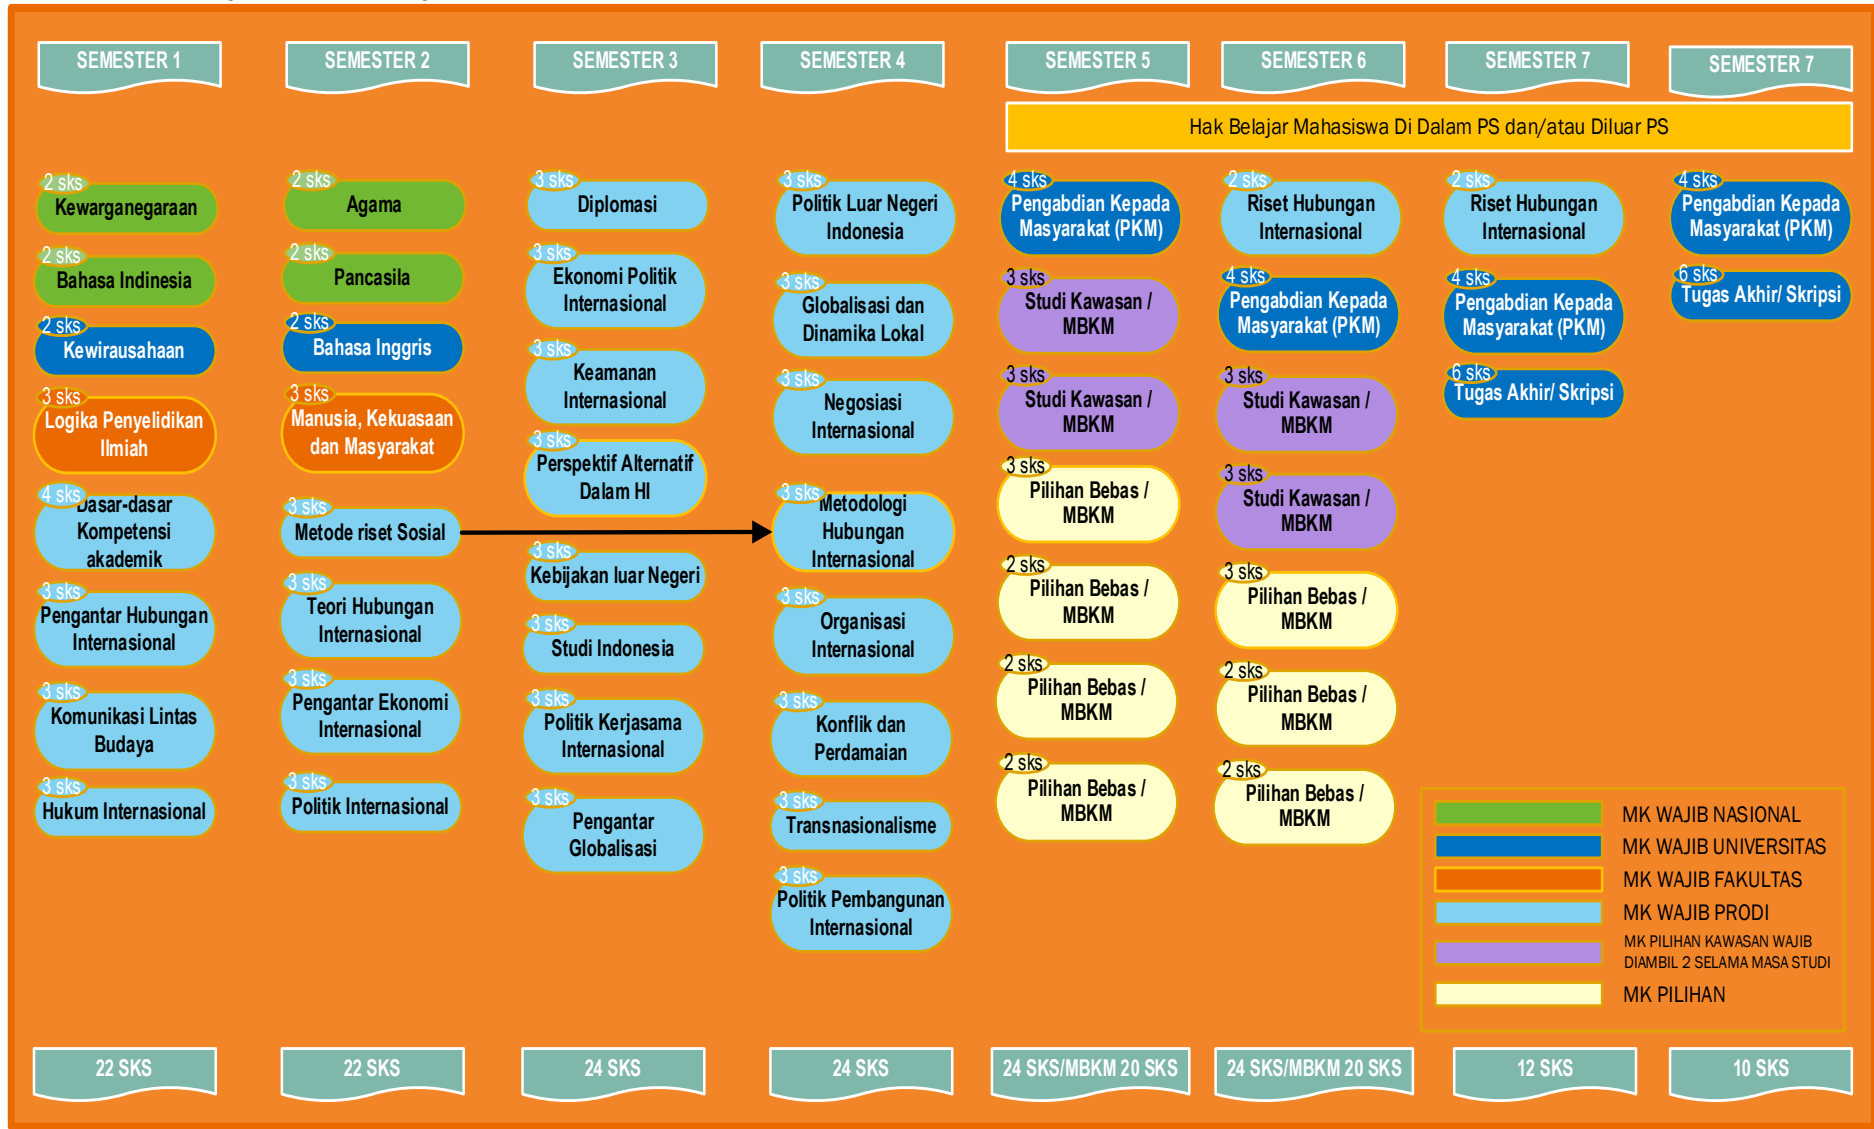 SEMESTER 1
SEMESTER 2
SEMESTER 3
SEMESTER 4
SEMESTER 5
SEMESTER 6
SEMESTER 7
SEMESTER 7
Hak Belajar Mahasiswa Di Dalam PS dan/atau Diluar PS
2 sks
Kewarganegaraan
2 sks
Bahasa Indinesia
2 sks
Kewirausahaan
3 sks
Logika Penyelidikan
Ilmiah
4 sks
Dasar-dasar
Kompetensi
akademik
3 sks
Pengantar Hubungan
Internasional
3 sks
Komunikasi Lintas
Budaya
3 sks
Hukum Internasional
2 sks
Agama
2 sks
Pancasila
2 sks
Bahasa Inggris
3 sks
Manusia, Kekuasaan
dan Masyarakat
3 sks
Metode riset Sosial
3 sks
Teori Hubungan
Internasional
3 sks
Pengantar Ekonomi
Internasional
3 sks
Politik Internasional
3 sks
Diplomasi
3 sks
Ekonomi Politik
Internasional
3 sks
Keamanan
Internasional
3 sks
Perspektif Alternatif
Dalam HI
3 sks
Kebijakan luar Negeri
3 sks
Studi Indonesia
3 sks
Politik Kerjasama
Internasional
3 sks
Pengantar
Globalisasi
3 sks
Politik Luar Negeri
Indonesia
3 sks
Globalisasi dan
Dinamika Lokal
3 sks
Negosiasi
Internasional
3 sks
Metodologi
Hubungan
Internasional
3 sks
Organisasi
Internasional
3 sks
Konflik dan
Perdamaian
3 sks
Transnasionalisme
3 sks
Politik Pembangunan
Internasional
4 sks
Pengabdian Kepada
Masyarakat (PKM)
3 sks
Studi Kawasan /
MBKM
3 sks
Studi Kawasan /
MBKM
3 sks
Pilihan Bebas /
MBKM
2 sks
Pilihan Bebas /
MBKM
2 sks
Pilihan Bebas /
MBKM
2 sks
Pilihan Bebas /
MBKM
2 sks
Riset Hubungan
Internasional
4 sks
Pengabdian Kepada
Masyarakat (PKM)
3 sks
Studi Kawasan /
MBKM
3 sks
Studi Kawasan /
MBKM
3 sks
Pilihan Bebas /
MBKM
2 sks
Pilihan Bebas /
MBKM
2 sks
Pilihan Bebas /
MBKM
2 sks
Riset Hubungan
Internasional
4 sks
Pengabdian Kepada
Masyarakat (PKM)
6 sks
Tugas Akhir/ Skripsi
4 sks
Pengabdian Kepada
Masyarakat (PKM)
6 sks
Tugas Akhir/ Skripsi
MK WAJIB NASIONAL
MK WAJIB UNIVERSITAS
MK WAJIB FAKULTAS
MK WAJIB PRODI
MK PILIHAN KAWASAN WAJIB
DIAMBIL 2 SELAMA MASA STUDI
MK PILIHAN
22 SKS
22 SKS
24 SKS
24 SKS
24 SKS/MBKM 20 SKS
24 SKS/MBKM 20 SKS
12 SKS
10 SKS